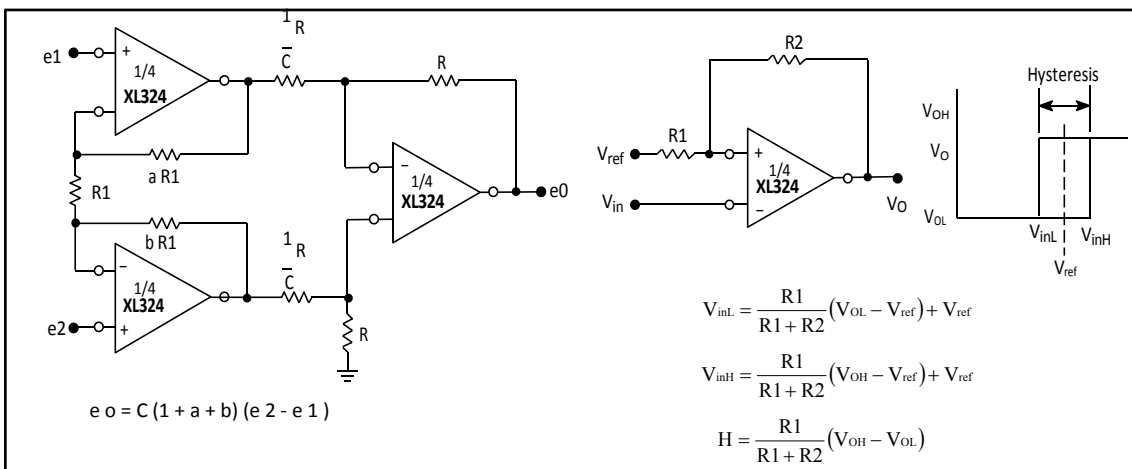 e1
+
1/4
XL324
1
C
R
R
a R1
R1
b R1
−
1/4
XL324
e0
−
1/4
XL324
+
e2
1
C
R
R
e o = C (1 + a + b) (e 2 - e 1 )
R2
R1
Vref
Vin
+
1/4
XL324
−
VO
Hysteresis
VOH
VO
VOL
VinL
VinH
Vref
VinL = R1 / R1 + R2 (VOL − Vref) + Vref
VinH = R1 / R1 + R2 (VOH − Vref) + Vref
H = R1 / R1 + R2 (VOH − VOL)